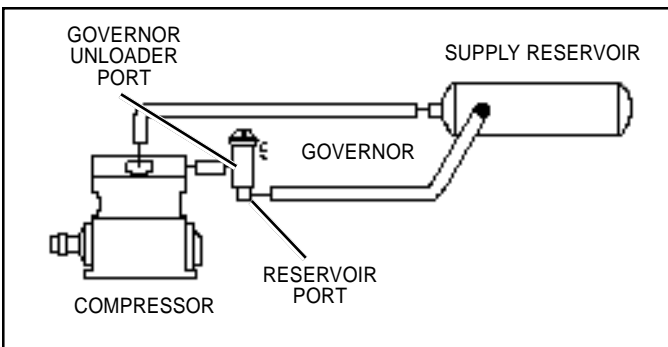 GOVERNOR
UNLOADER
PORT
SUPPLY RESERVOIR
GOVERNOR
RESERVOIR
PORT
COMPRESSOR